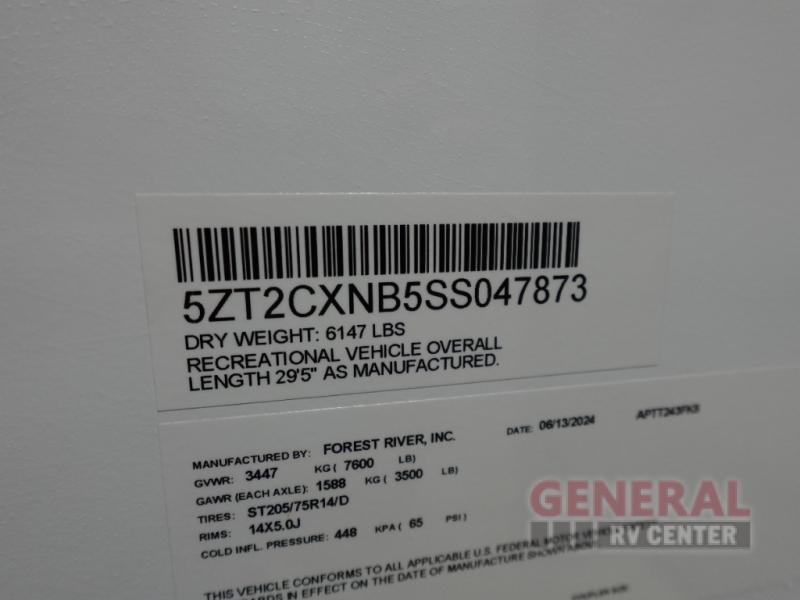 5ZT2CXNB5SS047873
DRY WEIGHT: 6147 LBS
RECREATIONAL VEHICLE OVERALL
LENGTH 29'5" AS MANUFACTURED.
MANUFACTURED BY: FOREST RIVER, INC. DATE: 06/13/2024 APTT243FKS
GVWR: 3447 KG ( 7600 LB)
GAWR (EACH AXLE): 1588 KG ( 3500 LB)
TIRES: ST205/75R14/D
RIMS: 14X5.0J
COLD INFL. PRESSURE: 448 KPA ( 65 PSI )
GENERAL
RV CENTER
THIS VEHICLE CONFORMS TO ALL APPLICABLE U.S. FEDERAL MOTOR
IN EFFECT ON THE DATE OF MANUFACTURE SHOWN